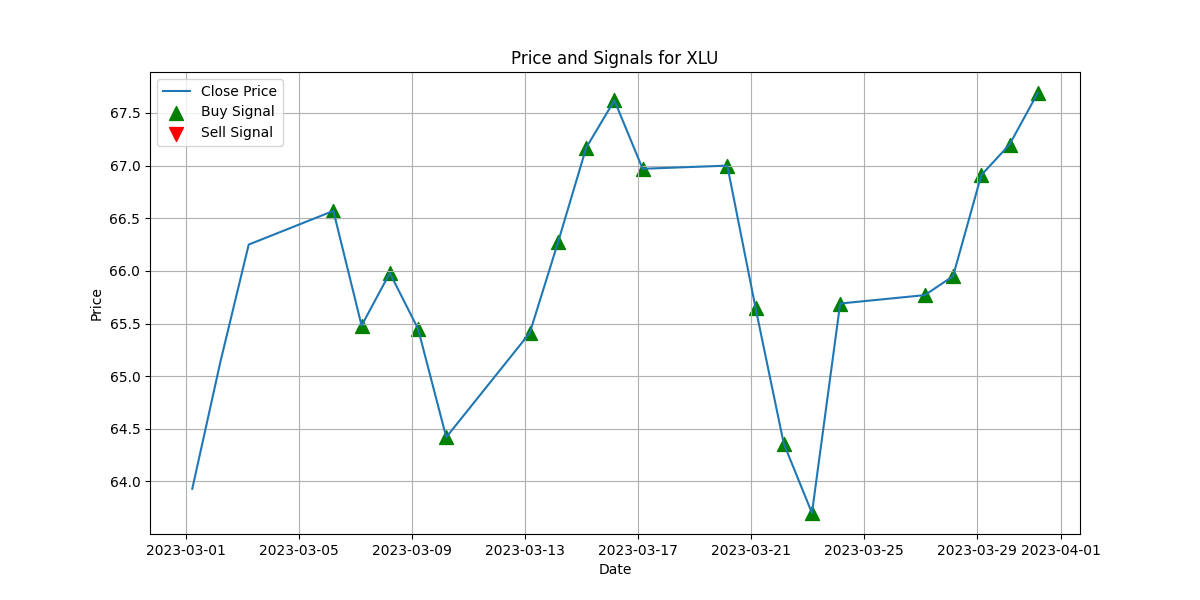 Price and Signals for XLU
Close Price
Buy Signal
Sell Signal
67.5
67.0
66.5
66.0
65.5
65.0
64.5
64.0
Price
2023-03-01 2023-03-05 2023-03-09 2023-03-13 2023-03-17 2023-03-21 2023-03-25 2023-03-29 2023-04-01
Date